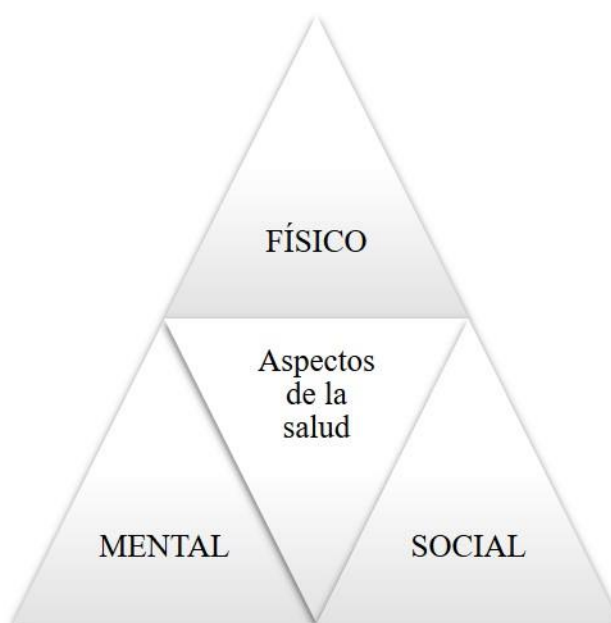 FÍSICO
Aspectos
de la
salud
MENTAL
SOCIAL